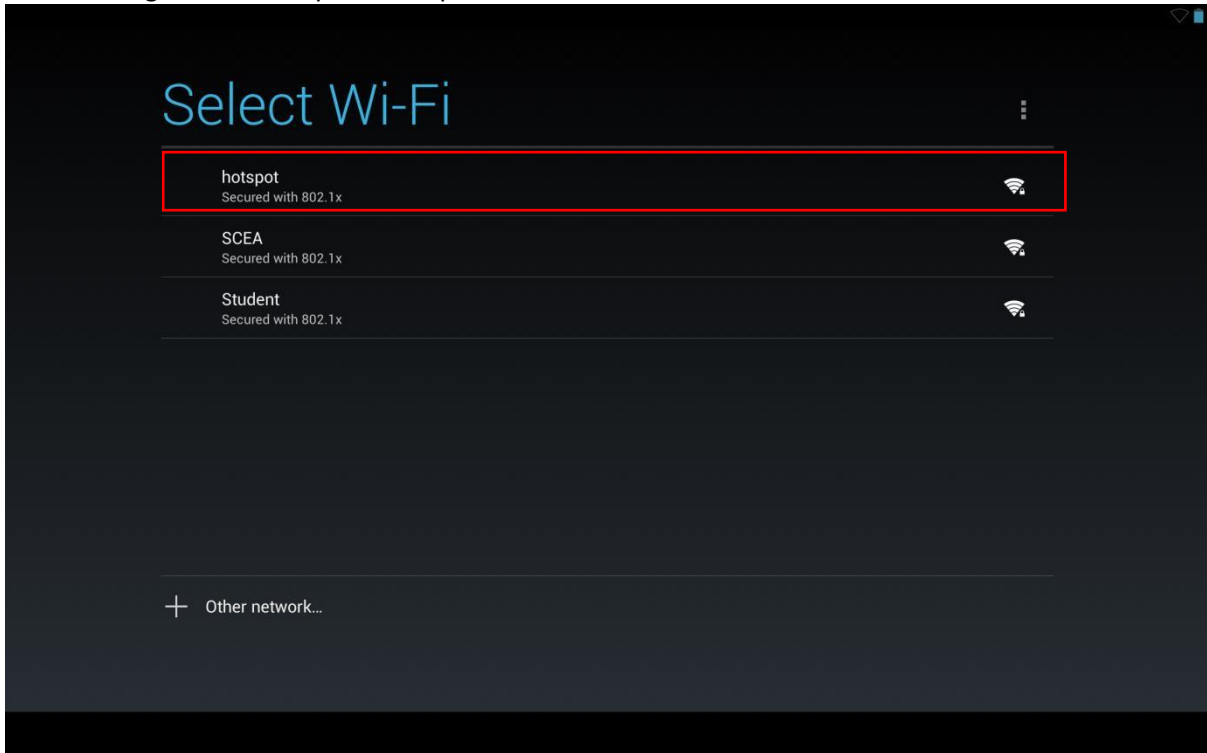 Select Wi-Fi
hotspot
Secured with 802.1x
SCEA
Secured with 802.1x
Student
Secured with 802.1x
Other network...